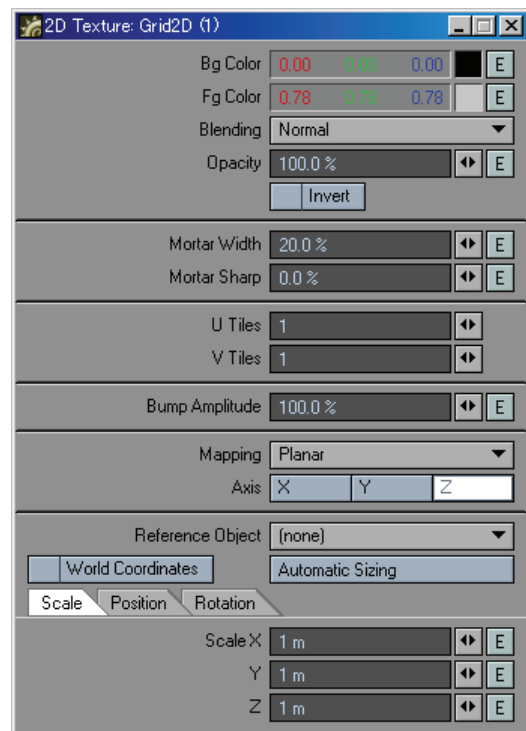 2D Texture: Grid2D (1)
Bg Color 0.00 0.00 0.00 E
Fg Color 0.78 0.78 0.78 E
Blending Normal
Opacity 100.0 % E
Invert
Mortar Width 20.0 % E
Mortar Sharp 0.0 % E
U Tiles 1
V Tiles 1
Bump Amplitude 100.0 % E
Mapping Planar
Axis X Y Z
Reference Object (none)
World Coordinates Automatic Sizing
Scale Position Rotation
Scale X 1 m E
Y 1 m E
Z 1 m E